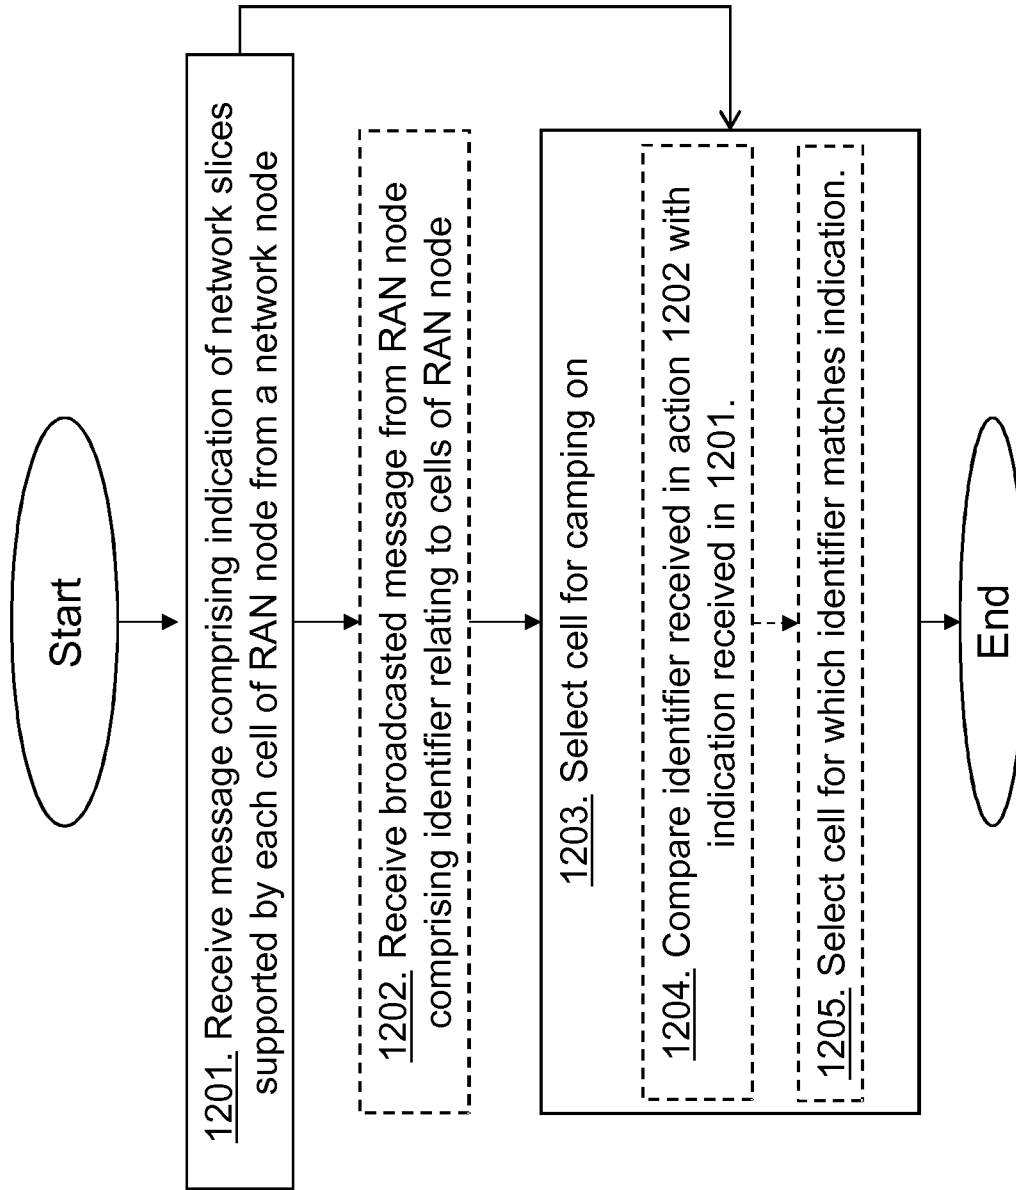 Start
1201. Receive message comprising indication of network slices
supported by each cell of RAN node from a network node
1202. Receive broadcasted message from RAN node
comprising identifier relating to cells of RAN node
1203. Select cell for camping on
1204. Compare identifier received in action 1202 with
indication received in 1201.
1205. Select cell for which identifier matches indication.
End